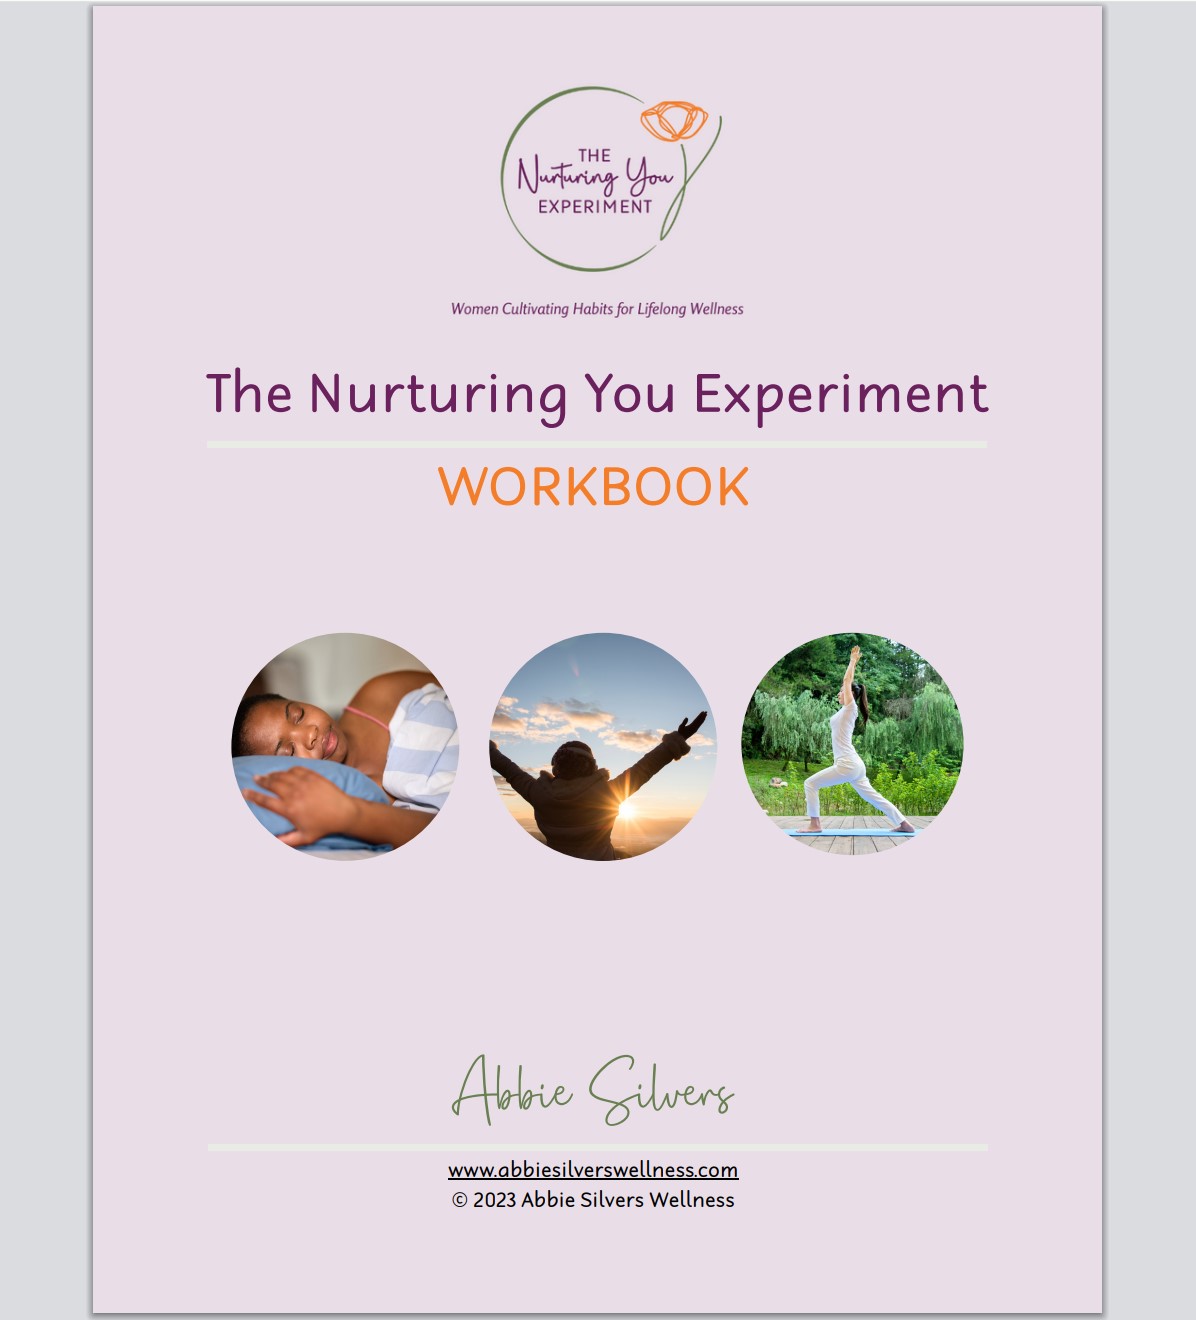 THE
Nurturing You
EXPERIMENT
Women Cultivating Habits for Lifelong Wellness
The Nurturing You Experiment
WORKBOOK
Abbie Silvers
www.abbiesilverswellness.com
© 2023 Abbie Silvers Wellness